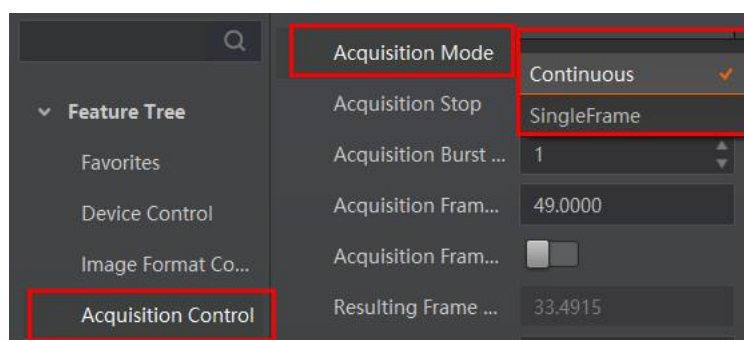 Acquisition Mode
Continuous
SingleFrame
Feature Tree
Acquisition Stop
Favorites
Acquisition Burst ...
1
Device Control
Acquisition Fram...
49.0000
Image Format Co...
Acquisition Fram...
Acquisition Control
Resulting Frame ...
33.4915